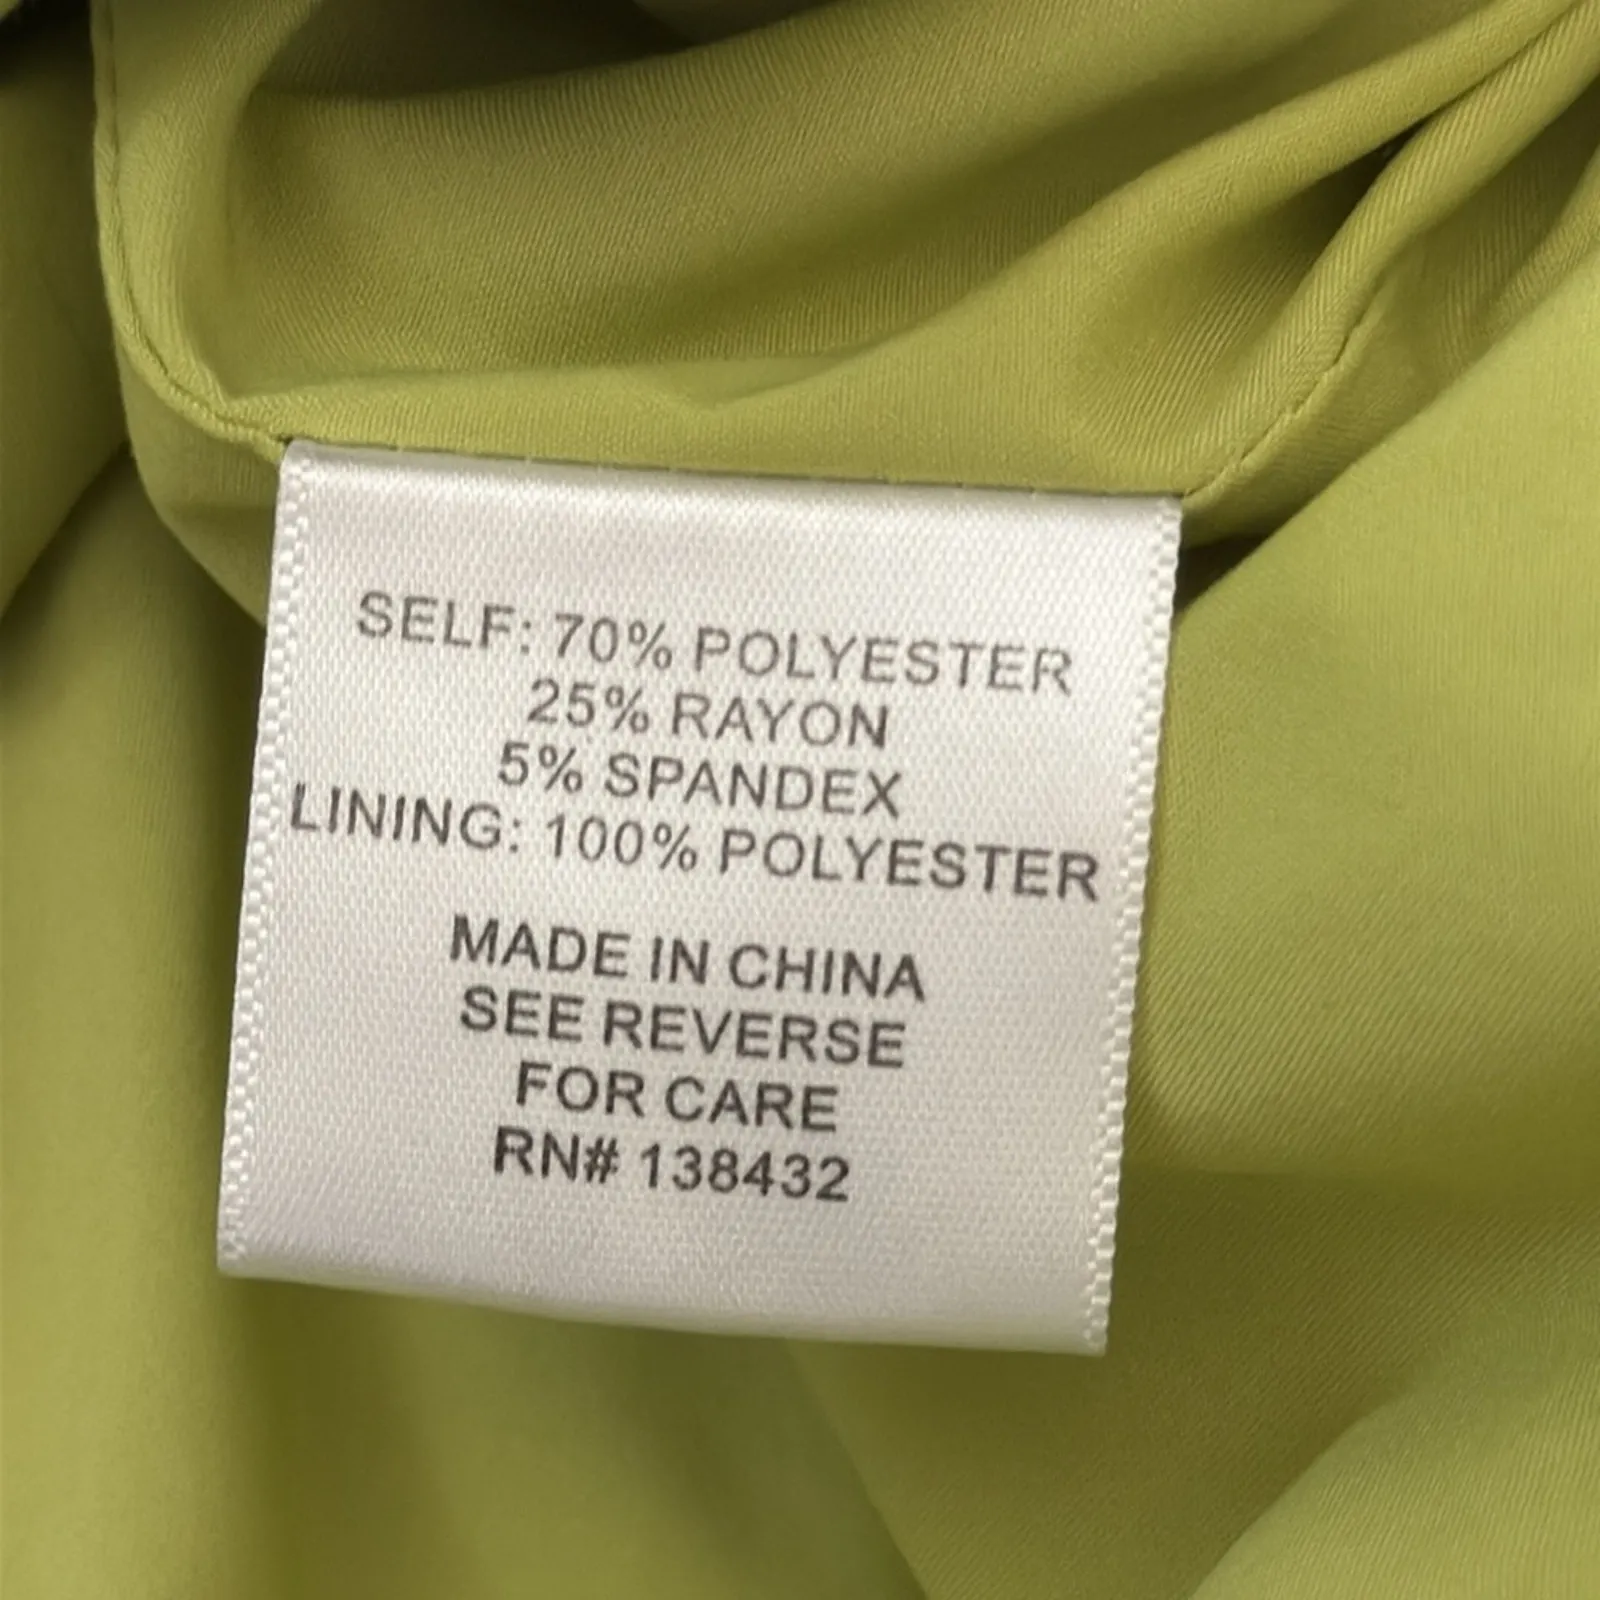 SELF: 70% POLYESTER
25% RAYON
5% SPANDEX
LINING: 100% POLYESTER
MADE IN CHINA
SEE REVERSE
FOR CARE
RN# 138432